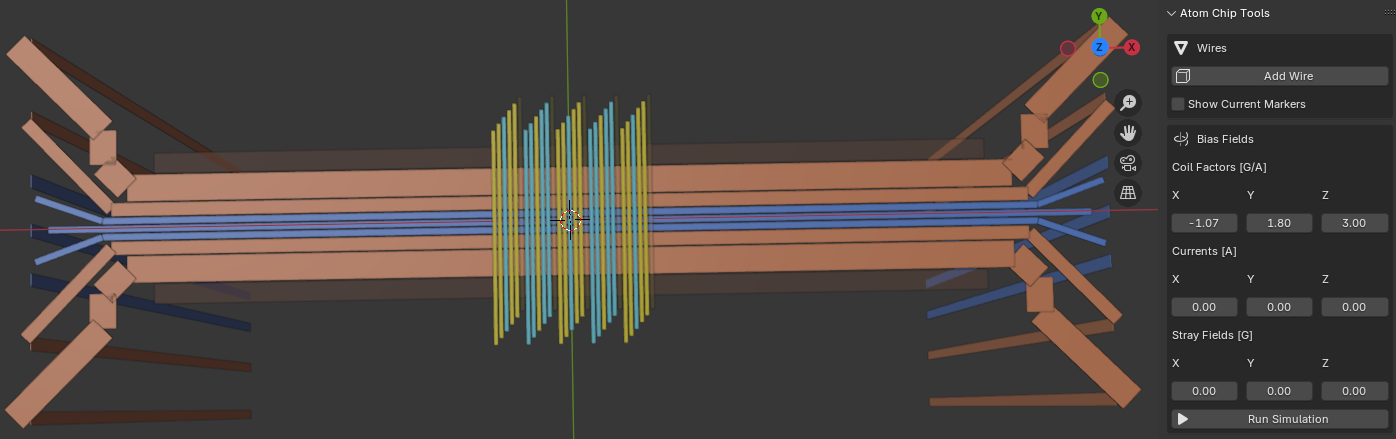 Y
Z X
Atom Chip Tools
Wires
Add Wire
Show Current Markers
Bias Fields
Coil Factors [G/A]
X Y Z
-1.07 1.80 3.00
Currents [A]
X Y Z
0.00 0.00 0.00
Stray Fields [G]
X Y Z
0.00 0.00 0.00
Run Simulation